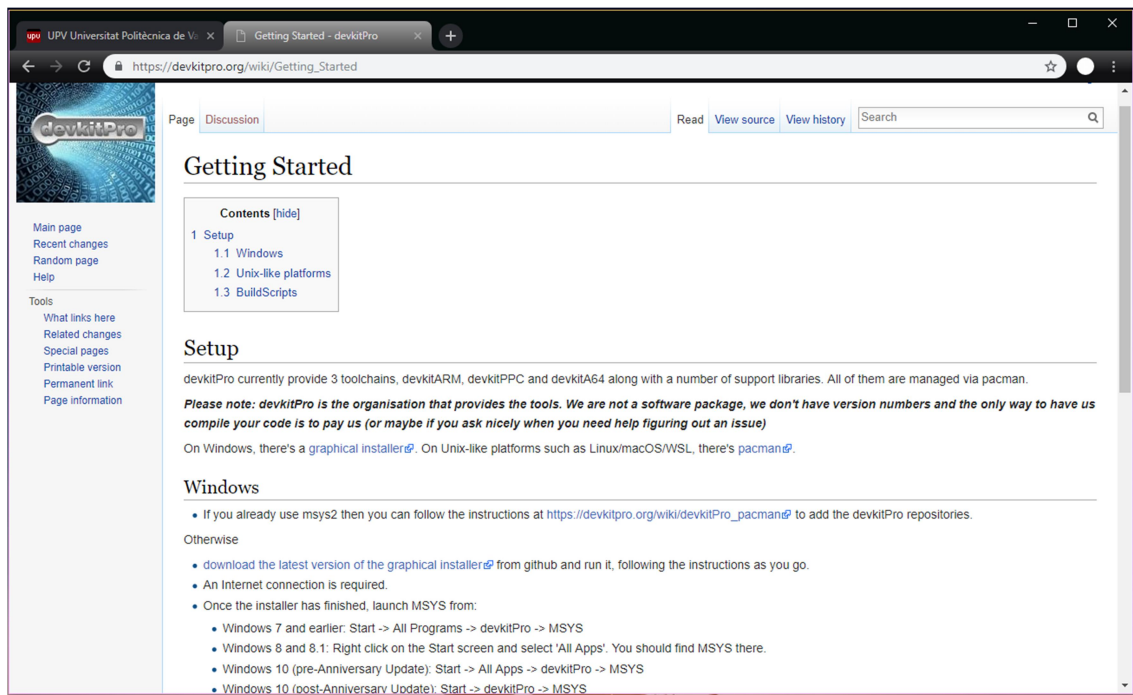 UPV Universitat Politècnica de Va
Getting Started - devkitPro
https://devkitpro.org/wiki/Getting_Started
devkitPro
Page Discussion Read View source View history Search
Getting Started
Contents [hide]
1 Setup
1.1 Windows
1.2 Unix-like platforms
1.3 BuildScripts
Main page
Recent changes
Random page
Help
Tools
What links here
Related changes
Special pages
Printable version
Permanent link
Page information
Setup
devkitPro currently provide 3 toolchains, devkitARM, devkitPPC and devkitA64 along with a number of support libraries. All of them are managed via pacman.
Please note: devkitPro is the organisation that provides the tools. We are not a software package, we don't have version numbers and the only way to have us
compile your code is to pay us (or maybe if you ask nicely when you need help figuring out an issue)
On Windows, there's a graphical installer. On Unix-like platforms such as Linux/macOS/WSL, there's pacman.
Windows
• If you already use msys2 then you can follow the instructions at https://devkitpro.org/wiki/devkitPro_pacman to add the devkitPro repositories.
Otherwise
• download the latest version of the graphical installer from github and run it, following the instructions as you go.
• An Internet connection is required.
• Once the installer has finished, launch MSYS from:
• Windows 7 and earlier: Start -> All Programs -> devkitPro -> MSYS
• Windows 8 and 8.1: Right click on the Start screen and select 'All Apps'. You should find MSYS there.
• Windows 10 (pre-Anniversary Update): Start -> All Apps -> devkitPro -> MSYS
• Windows 10 (post-Anniversary Update): Start -> devkitPro -> MSYS